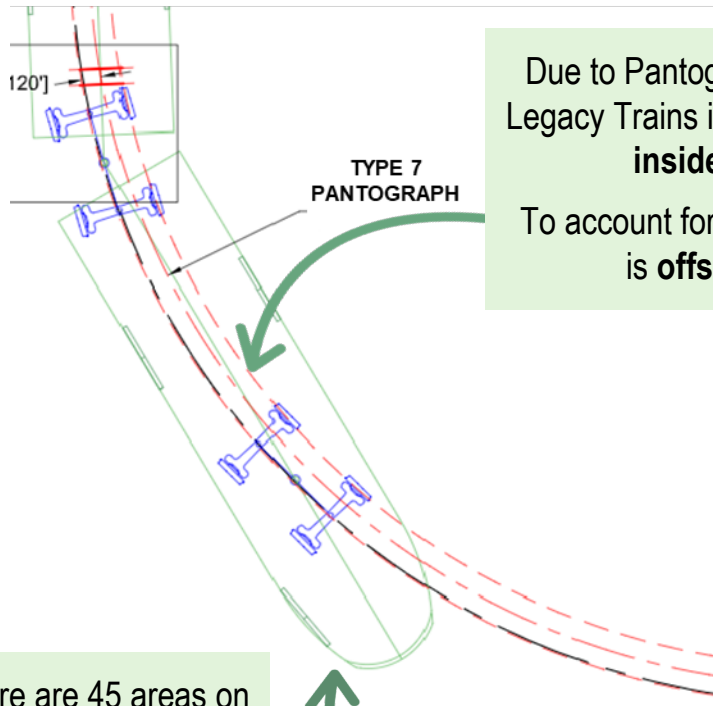 120']
Due to Pantog
Legacy Trains i
inside
To account for
is offs
TYPE 7
PANTOGRAPH
re are 45 areas on